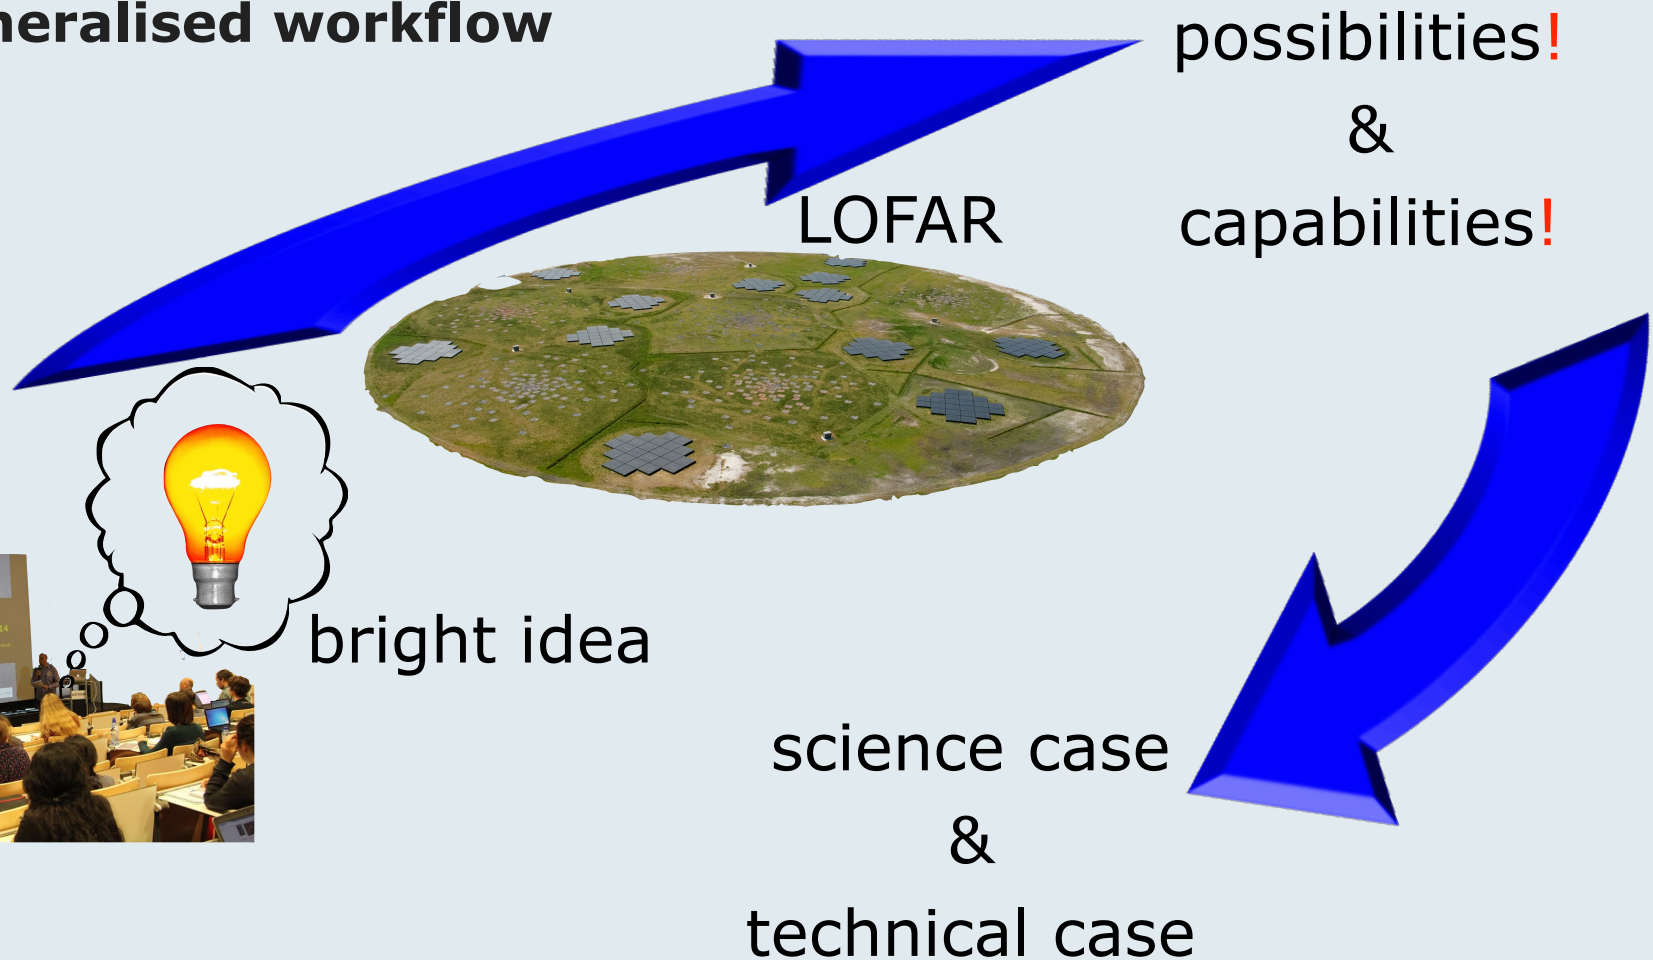 neralised workflow
possibilities!
&
capabilities!
LOFAR
bright idea
science case
&
technical case